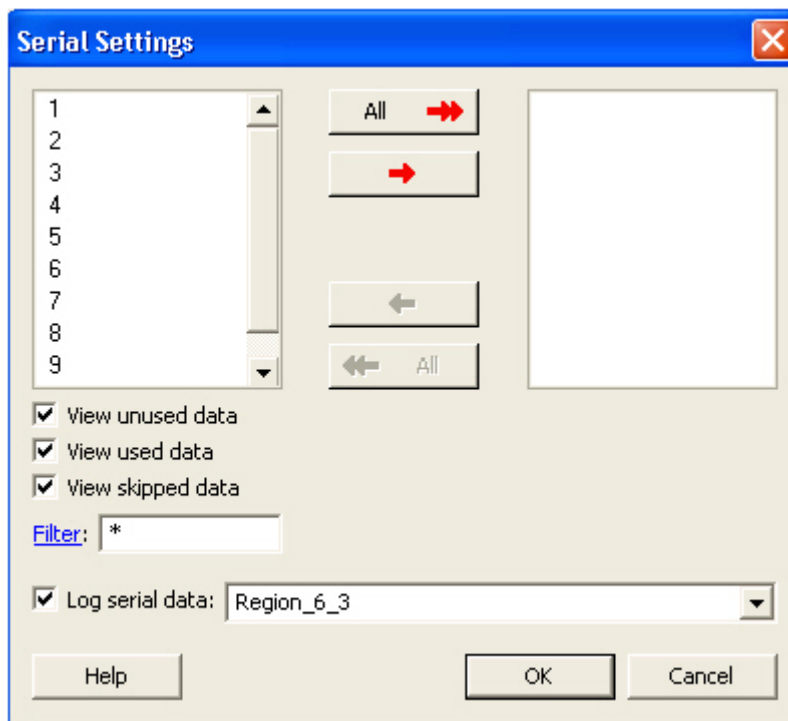 Serial Settings
1
2
3
4
5
6
7
8
9
All
All
View unused data
View used data
View skipped data
Filter: *
Log serial data: Region_6_3
Help OK Cancel